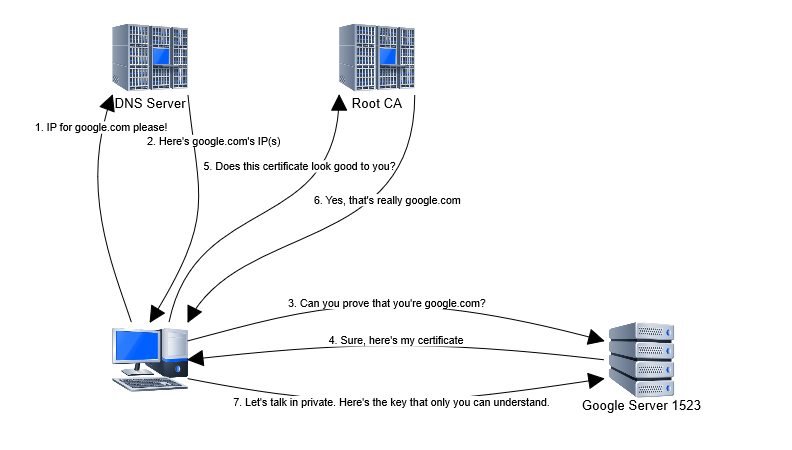 DNS Server
Root CA
1. IP for google.com please!
2. Here's google.com's IP(s)
5. Does this certificate look good to you?
6. Yes, that's really google.com
3. Can you prove that you're google.com?
4. Sure, here's my certificate
7. Let's talk in private. Here's the key that only you can understand.
Google Server 1523